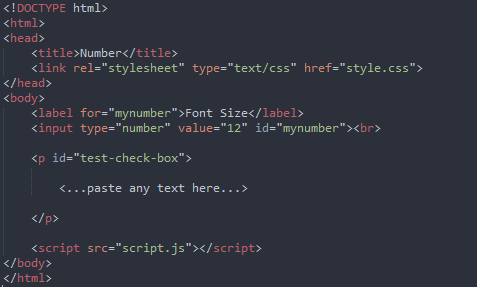 <!DOCTYPE html>
<html>
<head>
    <title>Number</title>
    <link rel="stylesheet" type="text/css" href="style.css">
</head>
<body>
    <label for="mynumber">Font Size</label>
    <input type="number" value="12" id="mynumber"><br>
    <p id="test-check-box">
        <...paste any text here...>
    </p>
    <script src="script.js"></script>
</body>
</html>